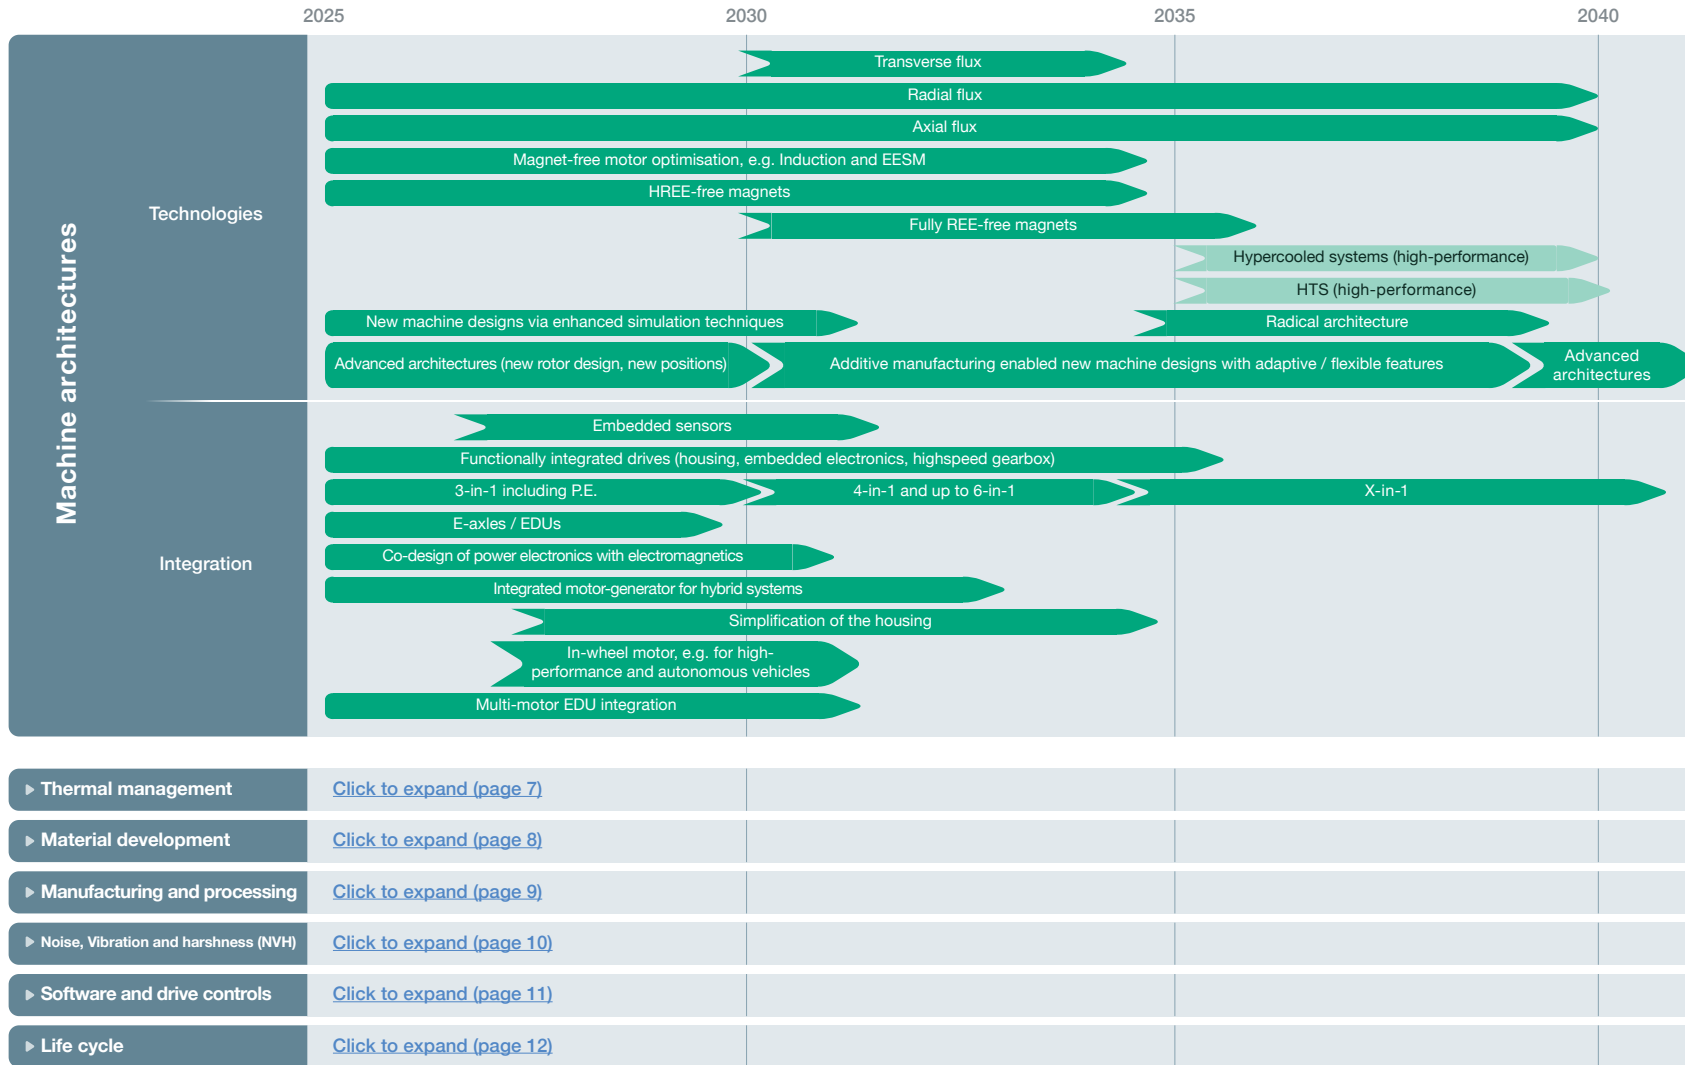 2025 2030 2035 2040
Machine architectures
Technologies
Transverse flux
Radial flux
Axial flux
Magnet-free motor optimisation, e.g. Induction and EESM
HREE-free magnets
Fully REE-free magnets
Hypercooled systems (high-performance)
HTS (high-performance)
New machine designs via enhanced simulation techniques
Radical architecture
Advanced architectures (new rotor design, new positions)
Additive manufacturing enabled new machine designs with adaptive / flexible features
Advanced
architectures
Integration
Embedded sensors
Functionally integrated drives (housing, embedded electronics, highspeed gearbox)
3-in-1 including P.E.
4-in-1 and up to 6-in-1
X-in-1
E-axles / EDUs
Co-design of power electronics with electromagnetics
Integrated motor-generator for hybrid systems
Simplification of the housing
In-wheel motor, e.g. for high-
performance and autonomous vehicles
Multi-motor EDU integration
Thermal management
Click to expand (page 7)
Material development
Click to expand (page 8)
Manufacturing and processing
Click to expand (page 9)
Noise, Vibration and harshness (NVH)
Click to expand (page 10)
Software and drive controls
Click to expand (page 11)
Life cycle
Click to expand (page 12)